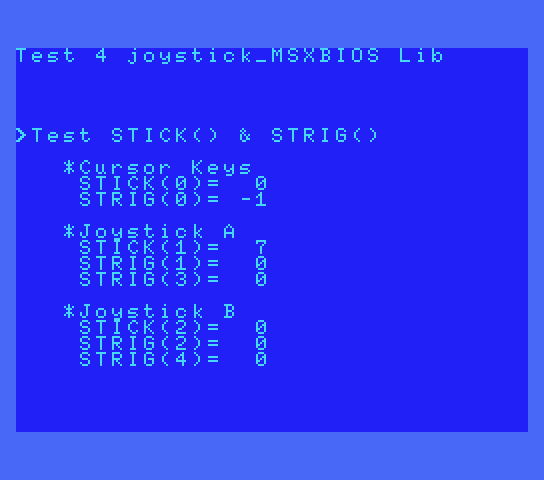 Test 4 joystick_MSXBIOS Lib
>Test STICK() & STRIG()
*Cursor Keys
STICK(0)= 0
STRIG(0)= -1
*Joystick A
STICK(1)= 7
STRIG(1)= 0
STRIG(3)= 0
*Joystick B
STICK(2)= 0
STRIG(2)= 0
STRIG(4)= 0